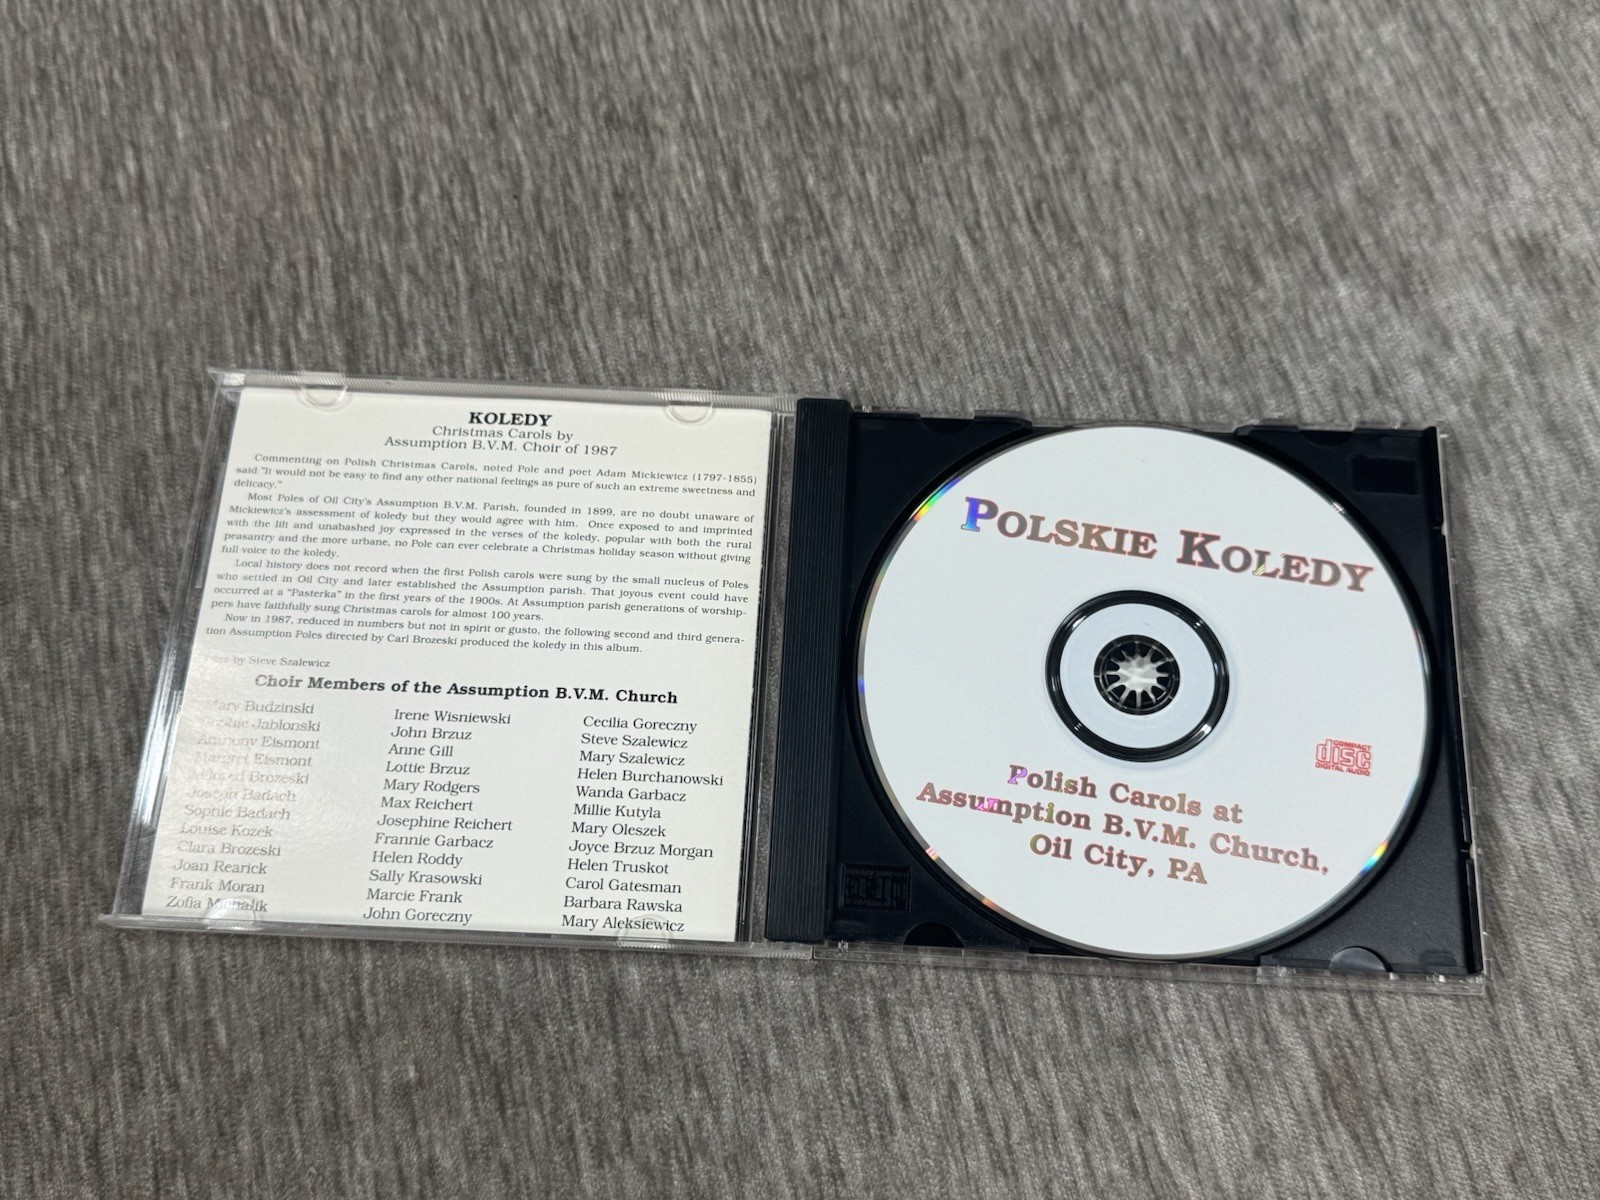 KOLEDY
Christmas Carols by
Assumption B.V.M. Choir of 1987
Commenting on Polish Christmas Carols, noted Pole and poet Adam Mickiewicz (1797-1855)
said:"It would not be easy to find any other national feelings as pure of such an extreme sweetness and
delicacy."
Most Poles of Oil City's Assumption B.V.M. Parish, founded in 1899, are no doubt unaware of
Mickiewicz's assessment of koledy but they would agree with him. Once exposed to and imprinted
with the lilt and unabashed joy expressed in the verses of the koledy, popular with both the rural
peasantry and the more urbane, no Pole can ever celebrate a Christmas holiday season without giving
full voice to the koledy.
Local history does not record when the first Polish carols were sung by the small nucleus of Poles
who settled in Oil City and later established the Assumption parish. That joyous event could have
occurred at a "Pasterka" in the first years of the 1900s. At Assumption parish generations of worship-
pers have faithfully sung Christmas carols for almost 100 years.
Now in 1987, reduced in numbers but not in spirit or gusto, the following second and third genera-
tion Assumption Poles directed by Carl Brozeski produced the koledy in this album.
by Steve Szalewicz
Choir Members of the Assumption B.V.M. Church
Mary Budzinski
Sophie Jablonski
Anthony Eismont
Margret Eismont
Brozeski
Joseph Badach
Sophie Badach
Louise Kozek
Clara Brozeski
Joan Rearick
Frank Moran
Zofia Michalik
Irene Wisniewski
John Brzuz
Anne Gill
Lottie Brzuz
Mary Rodgers
Max Reichert
Josephine Reichert
Frannie Garbacz
Helen Roddy
Sally Krasowski
Marcie Frank
John Goreczny
Cecilia Goreczny
Steve Szalewicz
Mary Szalewicz
Helen Burchanowski
Wanda Garbacz
Millie Kutyla
Mary Oleszek
Joyce Brzuz Morgan
Helen Truskot
Carol Gatesman
Barbara Rawska
Mary Aleksiewicz
POLSKIE KOLEDY
COMPACT
disc
DIGITAL AUDIO
Polish Carols at
Assumption B.V.M. Church,
Oil City, PA